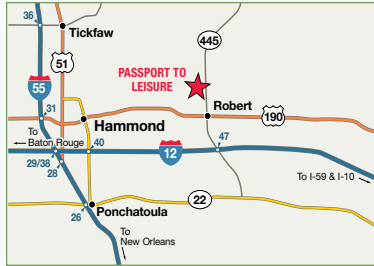 36
Tickfaw
445
51
PASSPORT TO
LEISURE
55
31
Robert
190
Hammond
To
Baton Rouge
40
12
47
29/38
28
To I-59 & I-10
22
26
Ponchatoula
To
New Orleans